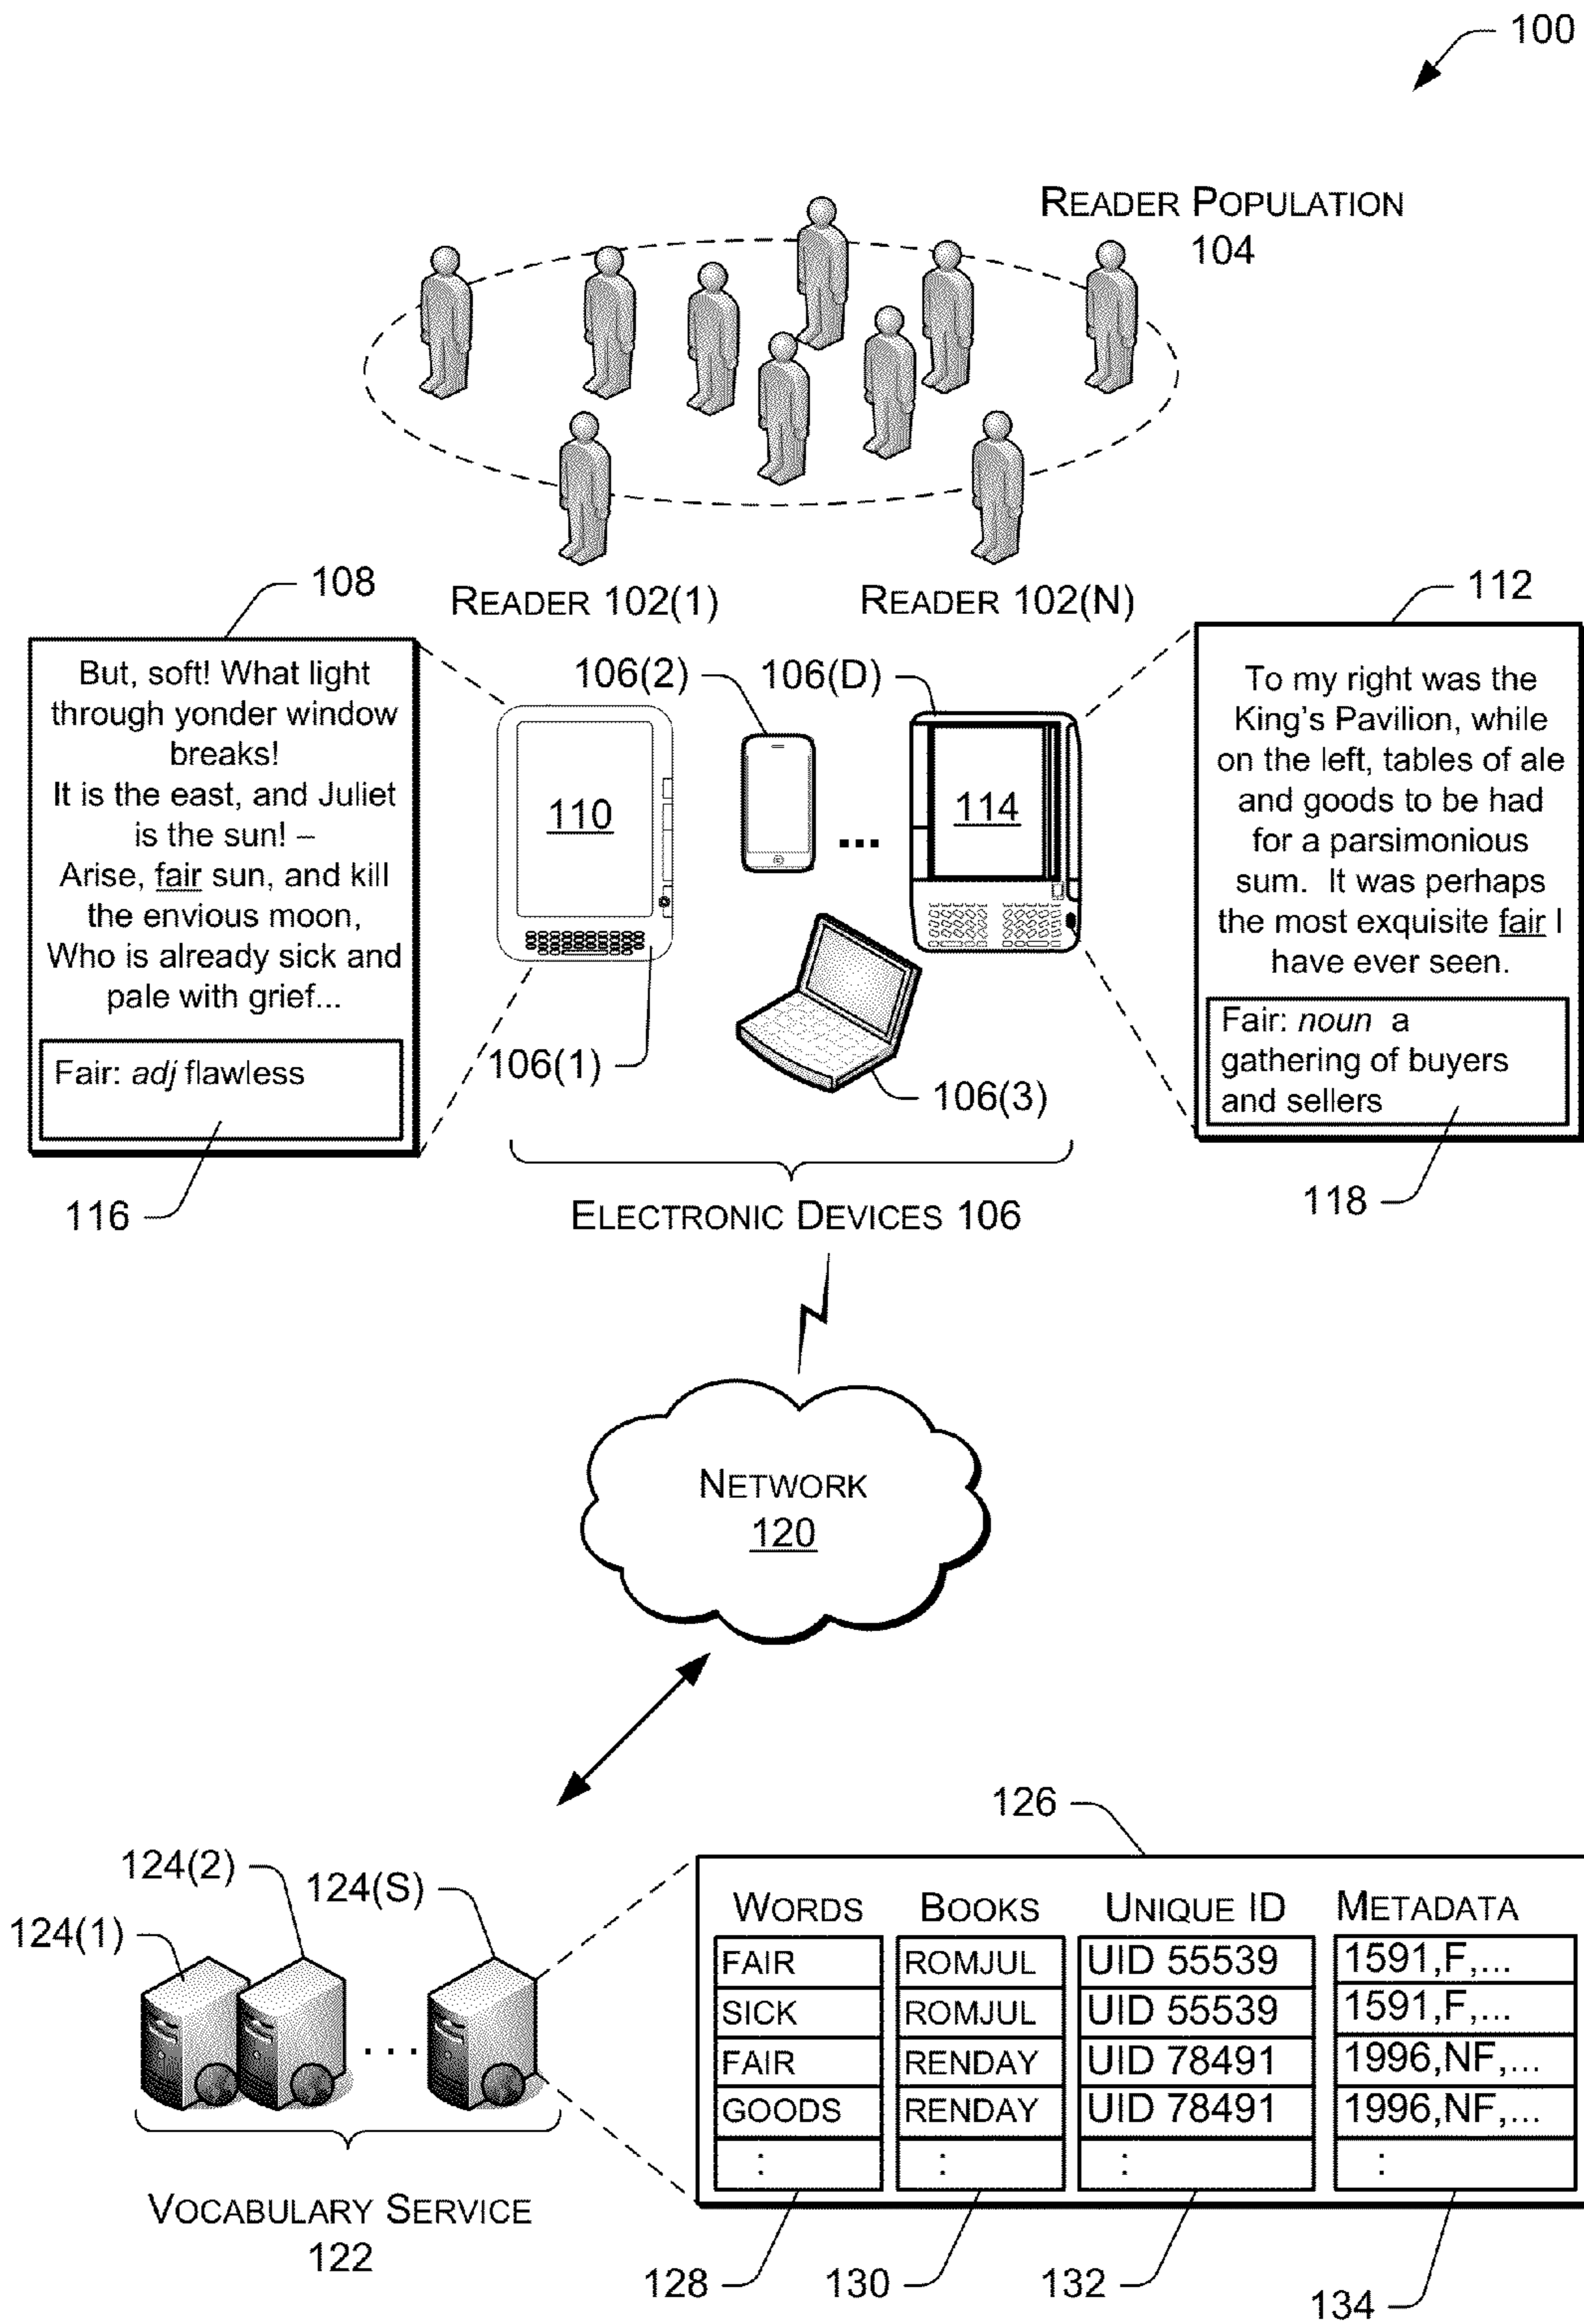 100
READER POPULATION
104
READER 102(1)
READER 102(N)
108
But, soft! What light
through yonder window
breaks!
It is the east, and Juliet
is the sun! –
Arise, fair sun, and kill
the envious moon,
Who is already sick and
pale with grief...
Fair: adj flawless
116
110
106(1)
106(2)
106(D)
114
106(3)
112
To my right was the
King's Pavilion, while
on the left, tables of ale
and goods to be had
for a parsimonious
sum. It was perhaps
the most exquisite fair I
have ever seen.
Fair: noun a
gathering of buyers
and sellers
118
ELECTRONIC DEVICES 106
NETWORK
120
124(1)
124(2)
124(S)
...
VOCABULARY SERVICE
122
126
WORDS BOOKS UNIQUE ID METADATA
FAIR ROMJUL UID 55539 1591,F,...
SICK ROMJUL UID 55539 1591,F,...
FAIR RENDAY UID 78491 1996,NF,...
GOODS RENDAY UID 78491 1996,NF,...
: : : :
128 130 132 134